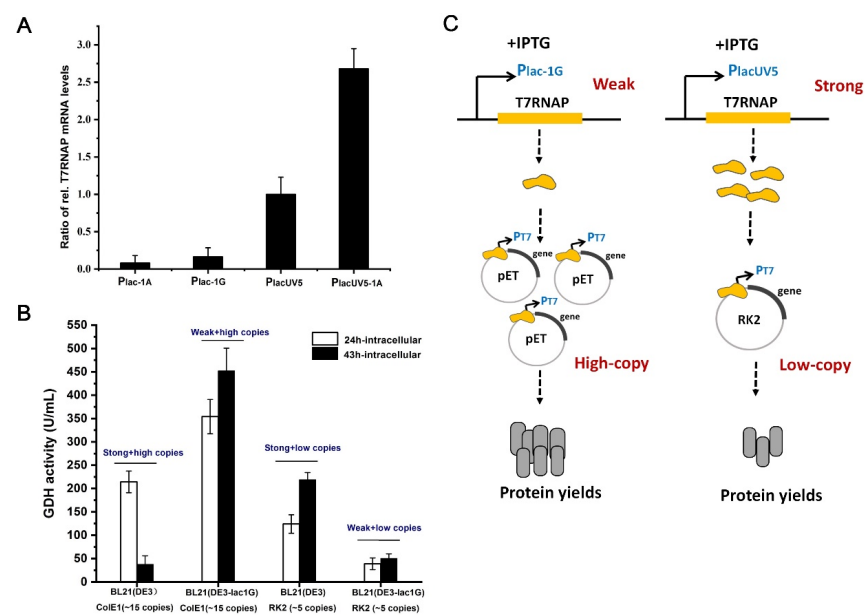 A
Ratio of rel. T7RNAP mRNA levels
3.0
2.5
2.0
1.5
1.0
0.5
0.0
Plac-1A
Plac-1G
PlacUV5
PlacUV5-1A
B
GDH activity (U/mL)
550
500
450
400
350
300
250
200
150
100
50
0
24h-intracellular
43h-intracellular
Stong+high copies
Weak+high copies
Stong+low copies
Weak+low copies
BL21(DE3)
ColE1(~15 copies)
BL21(DE3-lac1G)
ColE1(~15 copies)
BL21(DE3)
RK2 (~5 copies)
BL21(DE3-lac1G)
RK2 (~5 copies)
C
+IPTG
Plac-1G
Weak
T7RNAP
PT7
gene
pET
PT7
gene
pET
PT7
gene
pET
High-copy
Protein yields
+IPTG
PlacUV5
Strong
T7RNAP
PT7
gene
RK2
Low-copy
Protein yields